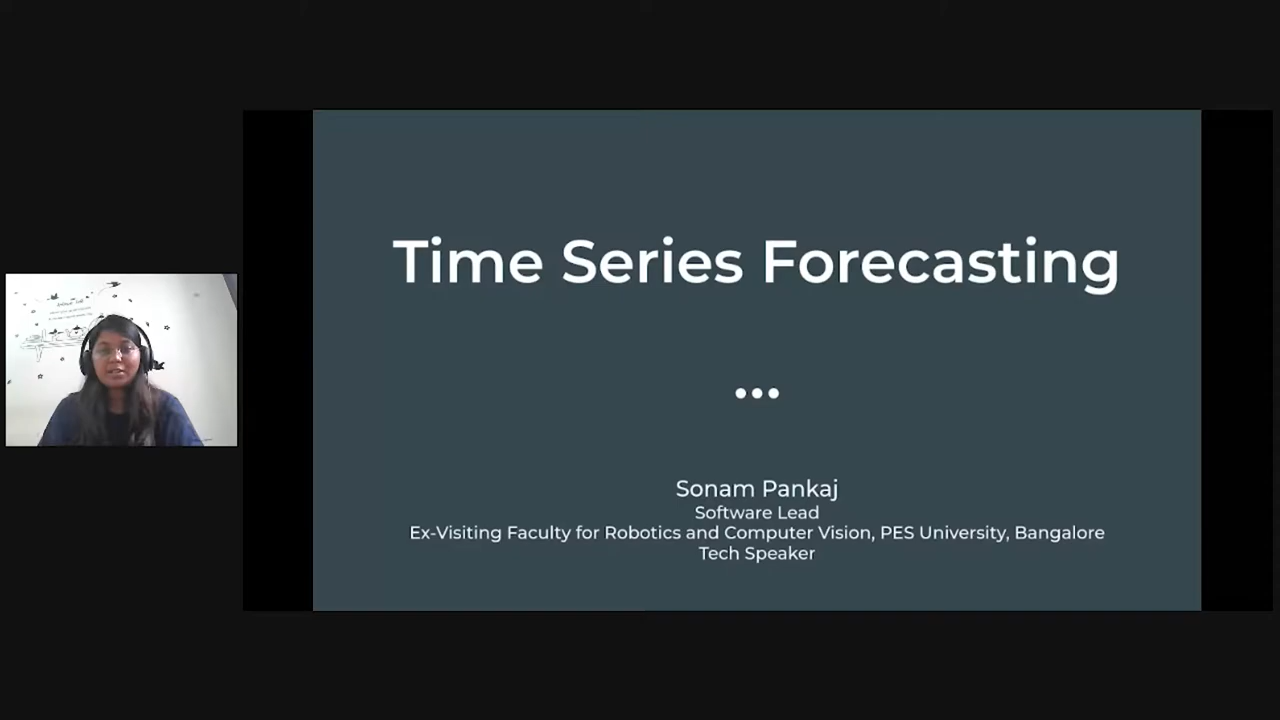 Time Series Forecasting
Sonam Pankaj
Software Lead
Ex-Visiting Faculty for Robotics and Computer Vision, PES University, Bangalore
Tech Speaker